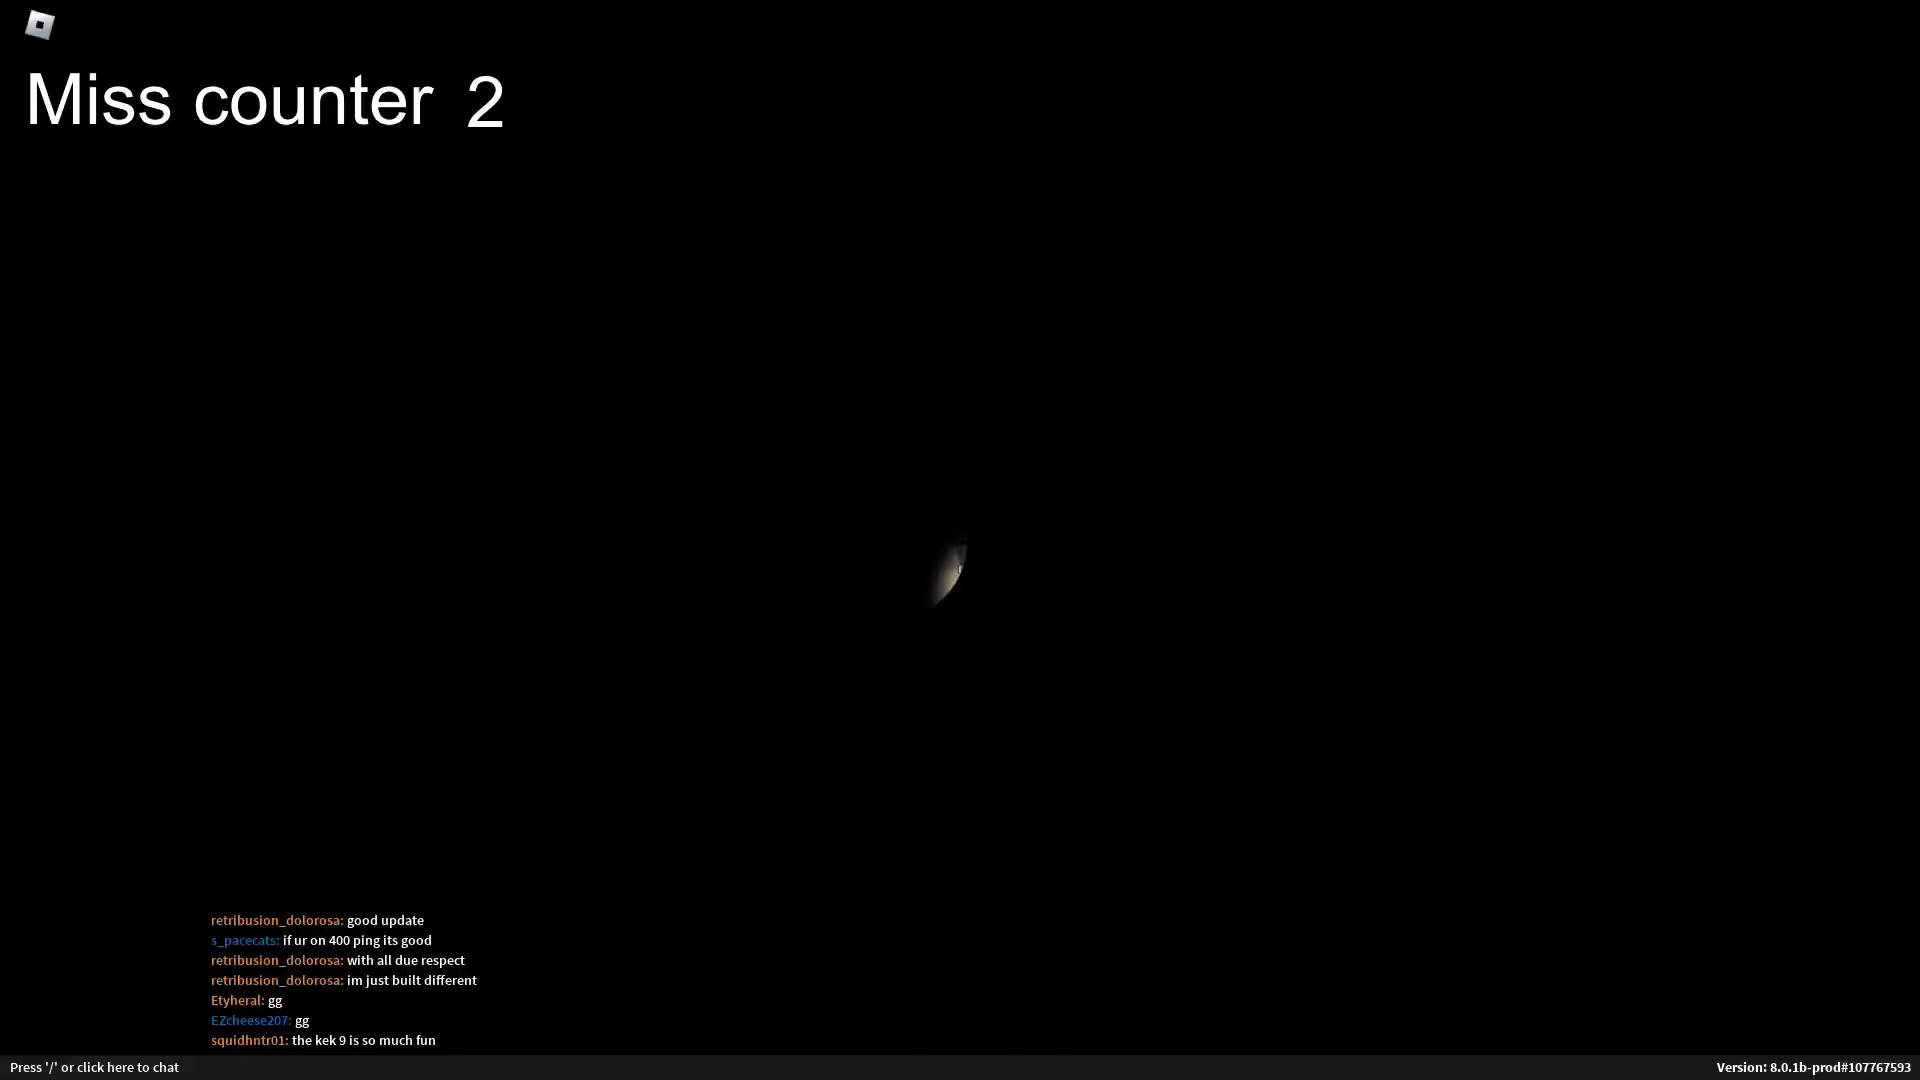 Miss counter 2
retribusion_dolorosa: good update
s_pacecats: if ur on 400 ping its good
retribusion_dolorosa: with all due respect
retribusion_dolorosa: im just built different
Etyheral: gg
EZcheese207: gg
squidhntr01: the kek 9 is so much fun
Press '/' or click here to chat
Version: 8.0.1b-prod#107767593